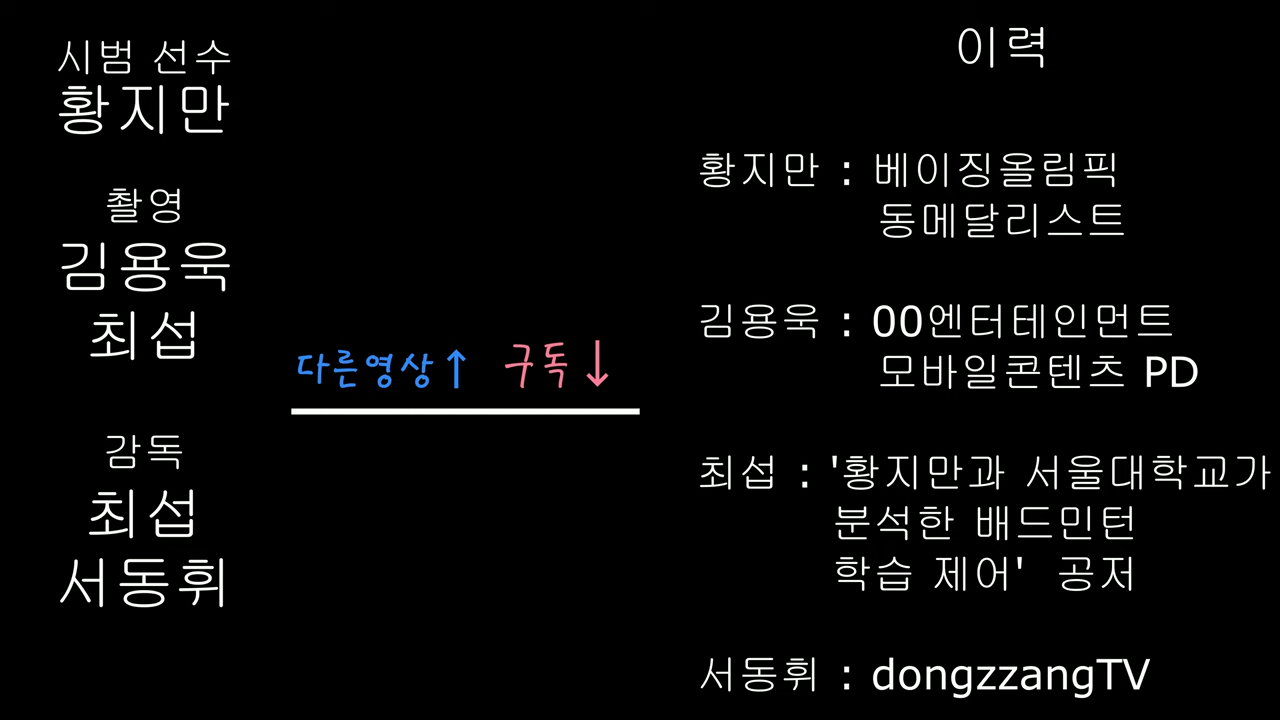 시범 선수
황지만
촬영
김용욱
최섭
감독
최섭
서동휘
다른영상↑ 구독↓
이력
황지만 : 베이징올림픽
동메달리스트
김용욱 : 00엔터테인먼트
모바일콘텐츠 PD
최섭 : '황지만과 서울대학교가
분석한 배드민턴
학습 제어' 공저
서동휘 : dongzzangTV